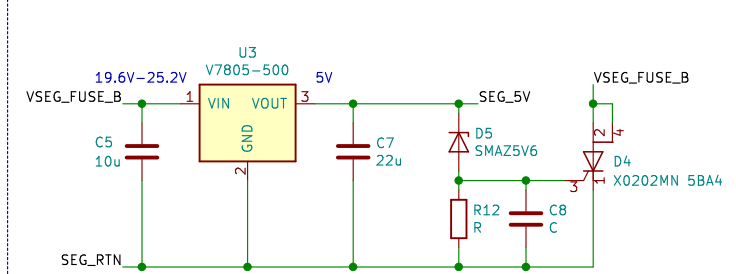 U3
19.6V-25.2V
V7805-500
5V
VSEG_FUSE_B
VSEG_FUSE_B
1
VIN
VOUT
3
SEG_5V
GND
2
C5
10u
C7
22u
D5
SMAZ5V6
2
4
D4
X0202MN 5BA4
3
1
R12
R
C8
C
SEG_RTN